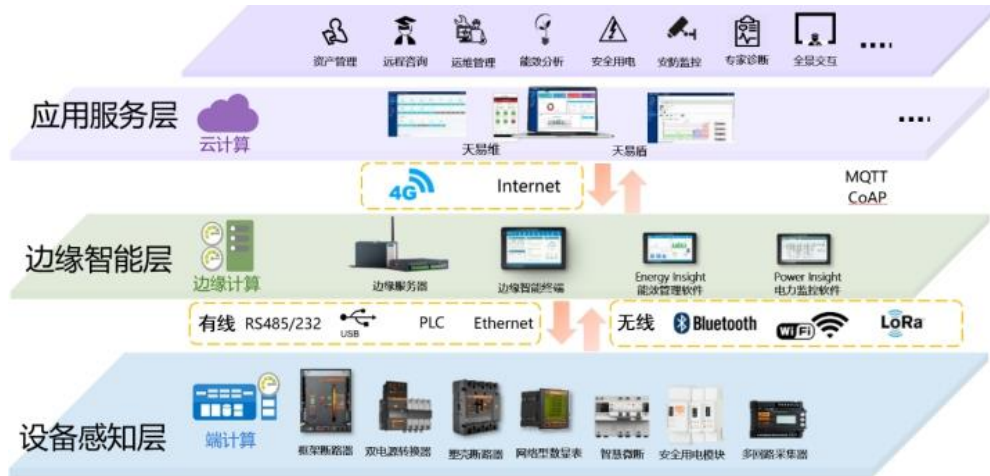 资产管理 远程咨询 运维管理 能效分析 安全用电 安防监控 专家诊断 全景交互
应用服务层
云计算
天易维
天易盾
4G Internet
MQTT
CoAP
边缘智能层
边缘计算
边缘服务器
边缘智能终端
Energy Insight
能效管理软件
Power Insight
电力监控软件
有线 RS485/232 USB PLC Ethernet
无线 Bluetooth WiFi LoRa
设备感知层
端计算
框架断路器 双电源转换器 塑壳断路器 网络型数显表 智慧微断 安全用电模块 多回路采集器